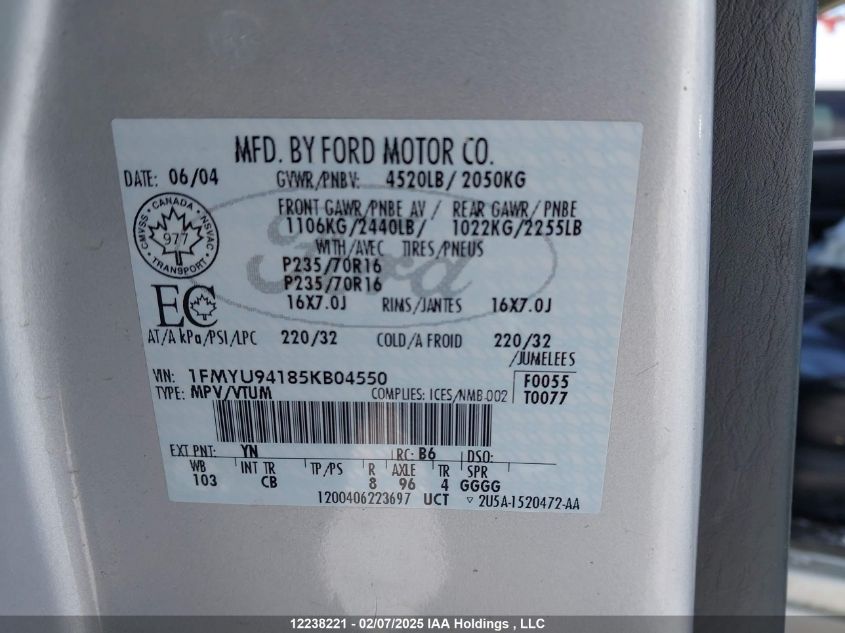 MFD. BY FORD MOTOR CO.
DATE: 06/04 GVWR/PNBV: 4520LB/ 2050KG
FRONT GAWR/PNBE AV / REAR GAWR/ PNBE
1106KG/2440LB/ 1022KG/2255LB
WITH/AVEC TIRES/PNEUS
P235/70R16
P235/70R16
16X7.0J RIMS/JANTES 16X7.0J
CANADA
CMVSS NSVAC
977
TRANSPORT
Ford
EC
AT/A kPa/PSI/LPC 220/32 COLD/A FROID 220/32
/JUMELEES
VIN: 1FMYU94185KB04550 F0055
TYPE: MPV/VTUM COMPLIES: ICES/NMB-002 T0077
EXT PNT: YN RC: B6 DSO:
WB INT TR TP/PS R AXLE TR SPR
103 CB 8 96 4 GGGG
1200406223697 UCT ▽ 2U5A-1520472-AA
12238221 - 02/07/2025 IAA Holdings , LLC